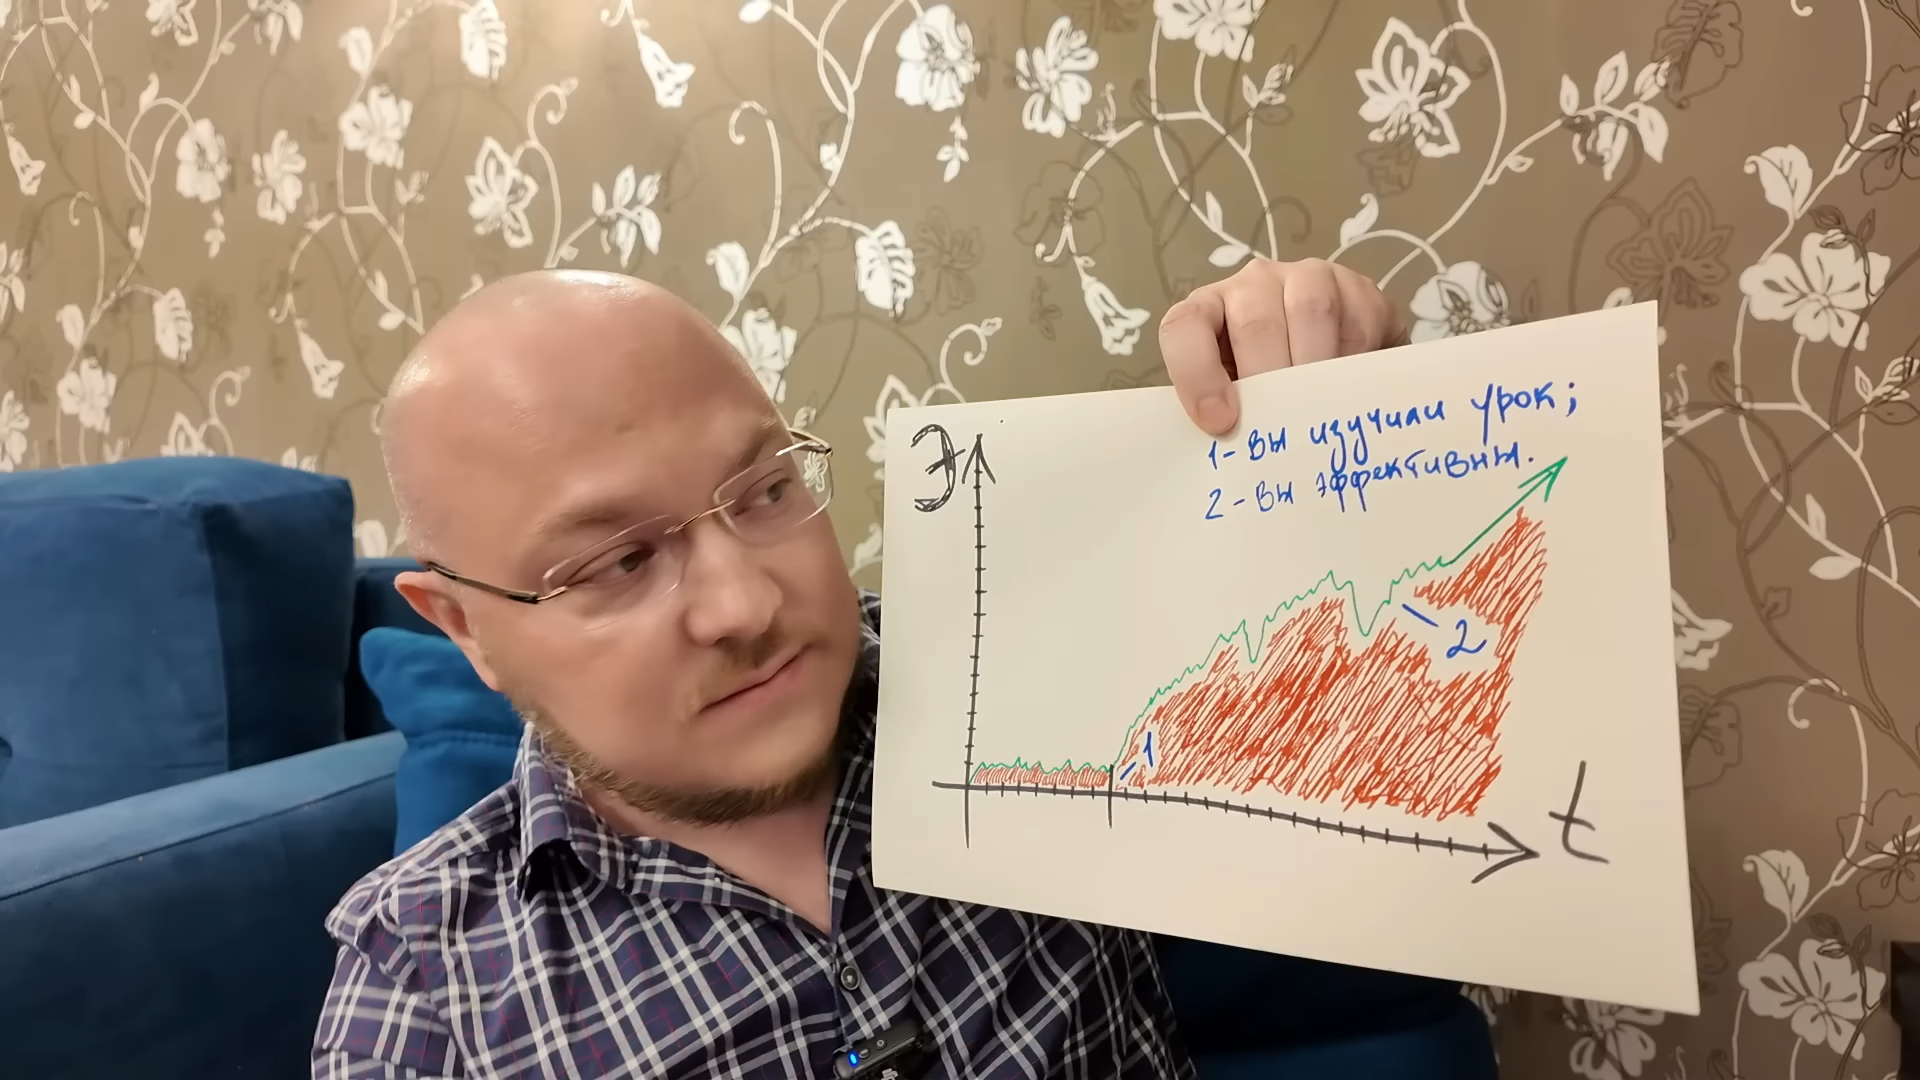 1-вы изучили урок;
2-вы эффективны.
Э
2
1
t